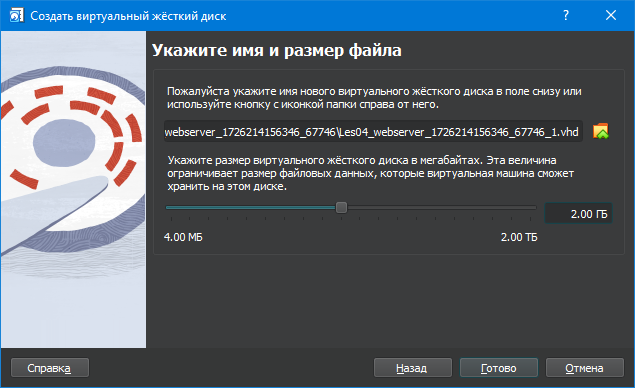 Создать виртуальный жёсткий диск
?
Укажите имя и размер файла
Пожалуйста укажите имя нового виртуального жёсткого диска в поле снизу или
используйте кнопку с иконкой папки справа от него.
webserver_1726214156346_67746\Les04_webserver_1726214156346_67746_1.vhd
Укажите размер виртуального жёсткого диска в мегабайтах. Эта величина
ограничивает размер файловых данных, которые виртуальная машина сможет
хранить на этом диске.
2.00 ГБ
4.00 МБ 2.00 ТБ
Справка Назад Готово Отмена